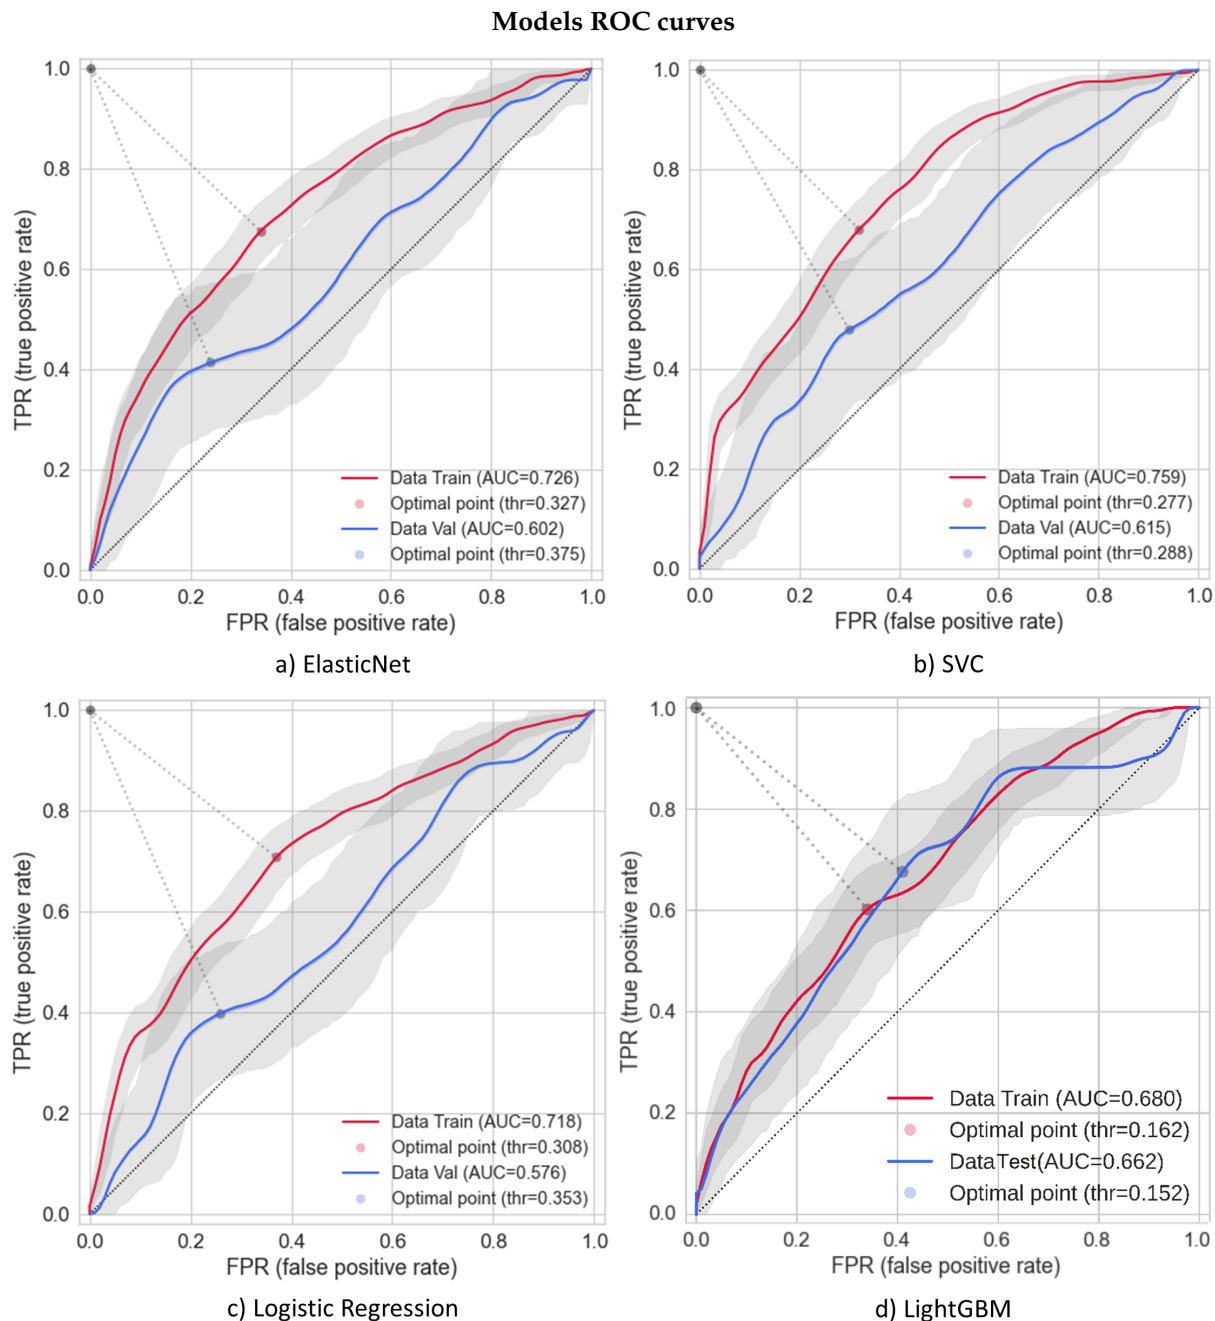 Models ROC curves
1.0
0.8
0.6
0.4
0.2
0.0
TPR (true positive rate)
Data Train (AUC=0.726)
Optimal point (thr=0.327)
Data Val (AUC=0.602)
Optimal point (thr=0.375)
0.0 0.2 0.4 0.6 0.8 1.0
FPR (false positive rate)
a) ElasticNet
1.0
0.8
0.6
0.4
0.2
0.0
TPR (true positive rate)
Data Train (AUC=0.759)
Optimal point (thr=0.277)
Data Val (AUC=0.615)
Optimal point (thr=0.288)
0.0 0.2 0.4 0.6 0.8 1.0
FPR (false positive rate)
b) SVC
1.0
0.8
0.6
0.4
0.2
0.0
TPR (true positive rate)
Data Train (AUC=0.718)
Optimal point (thr=0.308)
Data Val (AUC=0.576)
Optimal point (thr=0.353)
0.0 0.2 0.4 0.6 0.8 1.0
FPR (false positive rate)
c) Logistic Regression
1.0
0.8
0.6
0.4
0.2
0.0
TPR (true positive rate)
Data Train (AUC=0.680)
Optimal point (thr=0.162)
DataTest(AUC=0.662)
Optimal point (thr=0.152)
0.0 0.2 0.4 0.6 0.8 1.0
FPR (false positive rate)
d) LightGBM